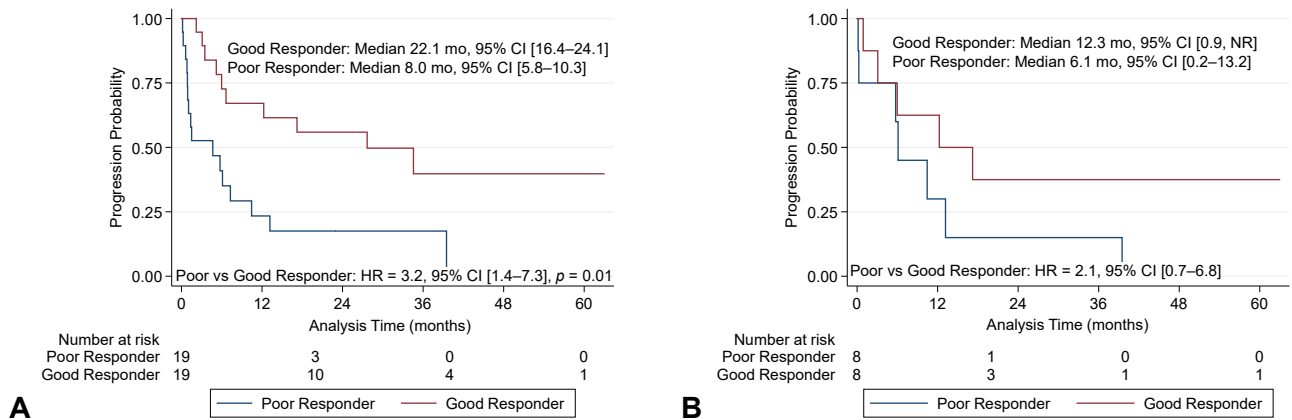 1.00
0.75
0.50
0.25
0.00
Progression Probability
Good Responder: Median 22.1 mo, 95% CI [16.4–24.1]
Poor Responder: Median 8.0 mo, 95% CI [5.8–10.3]
Poor vs Good Responder: HR = 3.2, 95% CI [1.4–7.3], p = 0.01
0 12 24 36 48 60
Analysis Time (months)
Number at risk
Poor Responder 19 3 0 0
Good Responder 19 10 4 1
Poor Responder Good Responder
A
1.00
0.75
0.50
0.25
0.00
Progression Probability
Good Responder: Median 12.3 mo, 95% CI [0.9, NR]
Poor Responder: Median 6.1 mo, 95% CI [0.2–13.2]
Poor vs Good Responder: HR = 2.1, 95% CI [0.7–6.8]
0 12 24 36 48 60
Analysis Time (months)
Number at risk
Poor Responder 8 1 0 0
Good Responder 8 3 1 1
Poor Responder Good Responder
B